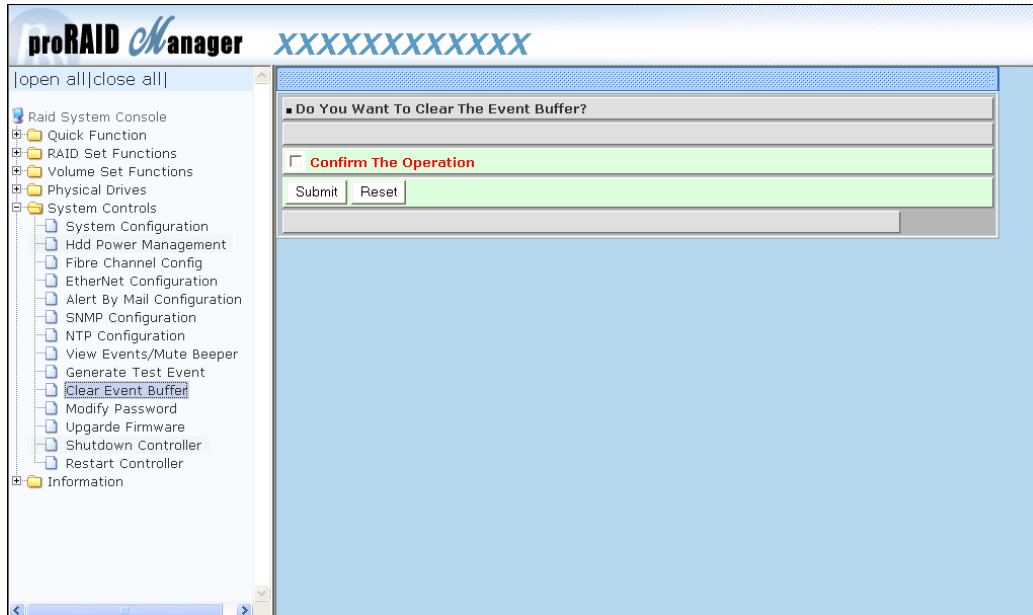 proRAID Manager XXXXXXXXXXXX
|open all|close all|
Raid System Console
Quick Function
RAID Set Functions
Volume Set Functions
Physical Drives
System Controls
System Configuration
Hdd Power Management
Fibre Channel Config
EtherNet Configuration
Alert By Mail Configuration
SNMP Configuration
NTP Configuration
View Events/Mute Beeper
Generate Test Event
Clear Event Buffer
Modify Password
Upgarde Firmware
Shutdown Controller
Restart Controller
Information
Do You Want To Clear The Event Buffer?
Confirm The Operation
Submit Reset